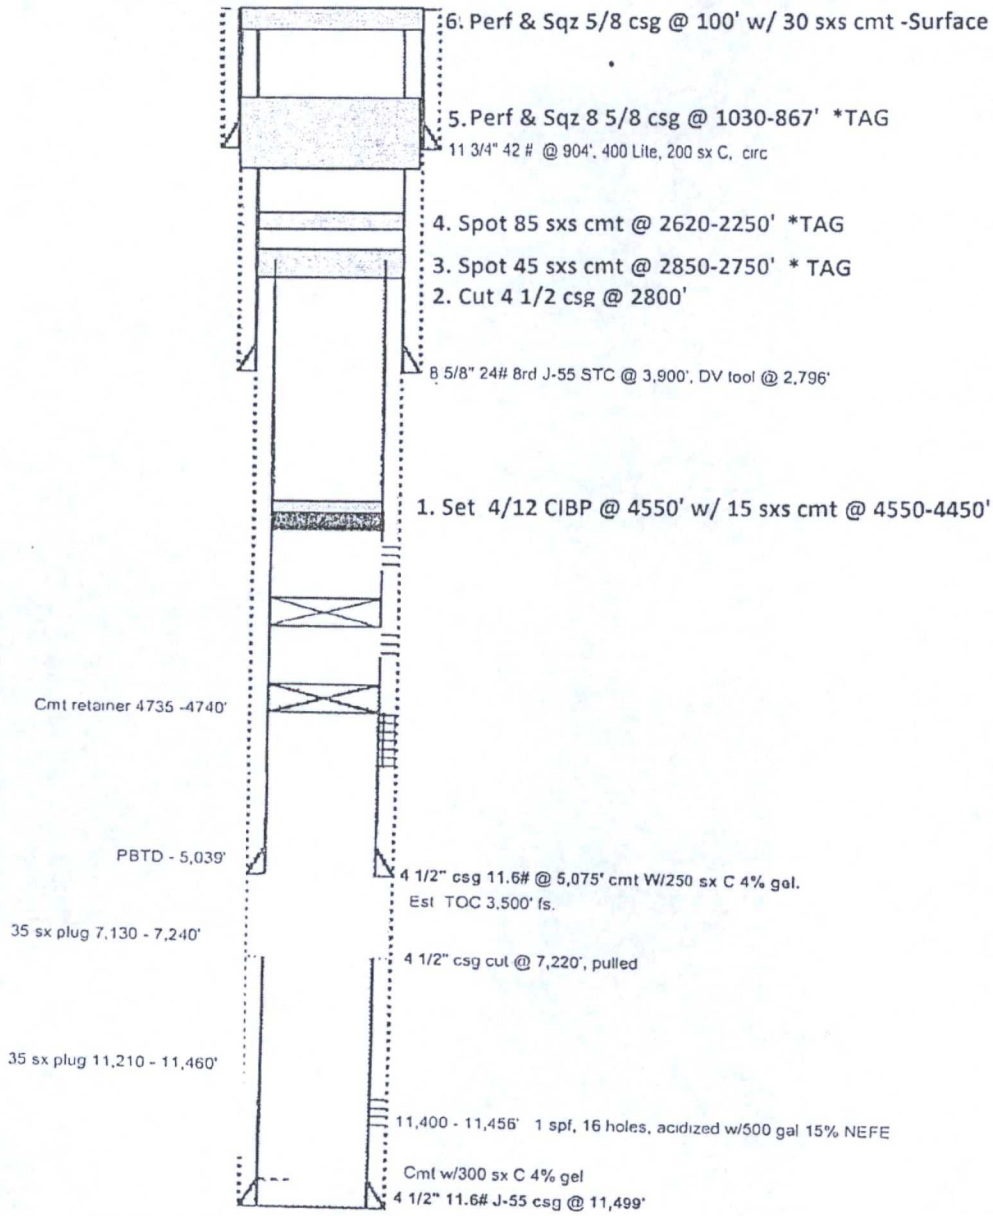 6. Perf & Sqz 5/8 csg @ 100' w/ 30 sxs cmt -Surface
5. Perf & Sqz 8 5/8 csg @ 1030-867' *TAG
11 3/4" 42 # @ 904', 400 Lite, 200 sx C, circ
4. Spot 85 sxs cmt @ 2620-2250' *TAG
3. Spot 45 sxs cmt @ 2850-2750' * TAG
2. Cut 4 1/2 csg @ 2800'
8 5/8" 24# 8rd J-55 STC @ 3,900', DV tool @ 2,796'
1. Set 4/12 CIBP @ 4550' w/ 15 sxs cmt @ 4550-4450'
Cmt retainer 4735 -4740'
PBTD - 5,039'
4 1/2" csg 11.6# @ 5,075' cmt W/250 sx C 4% gel.
Est TOC 3,500' fs.
35 sx plug 7,130 - 7,240'
4 1/2" csg cut @ 7,220', pulled
35 sx plug 11,210 - 11,460'
11,400 - 11,456' 1 spf, 16 holes, acidized w/500 gal 15% NEFE
Cmt w/300 sx C 4% gel
4 1/2" 11.6# J-55 csg @ 11,499'